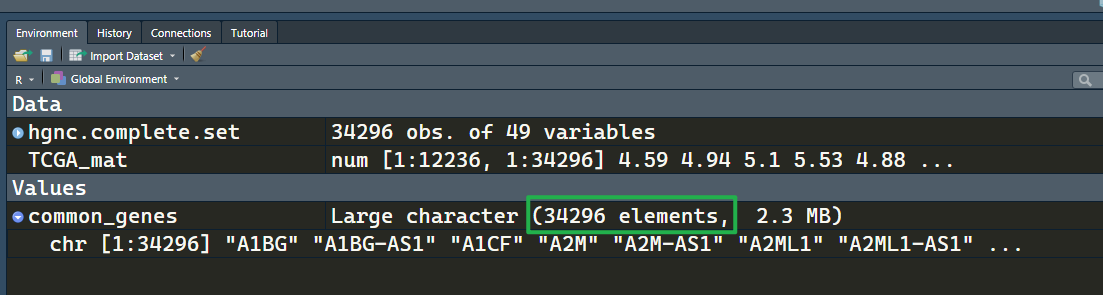 Environment History Connections Tutorial
Import Dataset
R Global Environment
Data
hgnc.complete.set 34296 obs. of 49 variables
TCGA_mat num [1:12236, 1:34296] 4.59 4.94 5.1 5.53 4.88 ...
Values
common_genes Large character (34296 elements, 2.3 MB)
chr [1:34296] "A1BG" "A1BG-AS1" "A1CF" "A2M" "A2M-AS1" "A2ML1" "A2ML1-AS1" ...